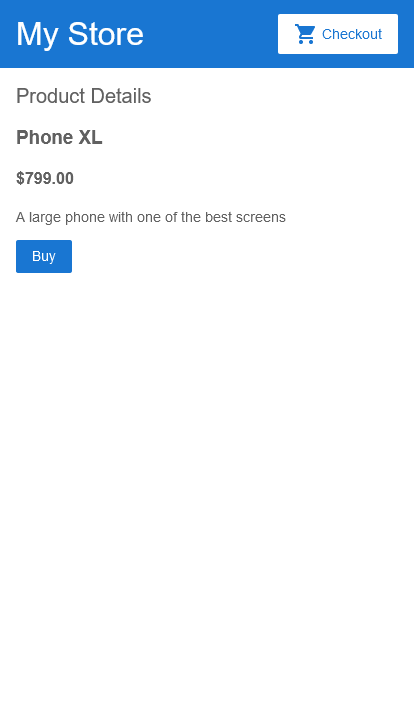 My Store
Checkout
Product Details
Phone XL
$799.00
A large phone with one of the best screens
Buy